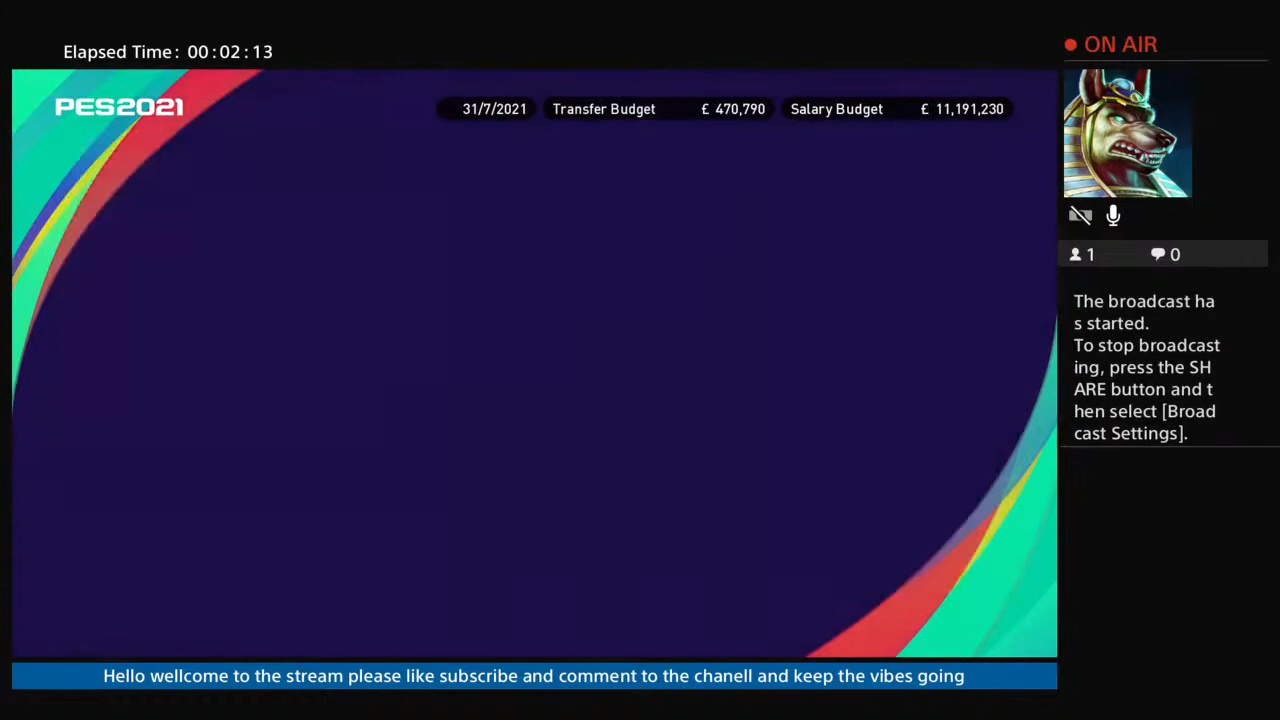 Elapsed Time: 00:02:13
ON AIR
PES2021
31/7/2021 Transfer Budget £ 470,790 Salary Budget £ 11,191,230
1 0
The broadcast ha
s started.
To stop broadcast
ing, press the SH
ARE button and t
hen select [Broad
cast Settings].
Hello wellcome to the stream please like subscribe and comment to the chanell and keep the vibes going